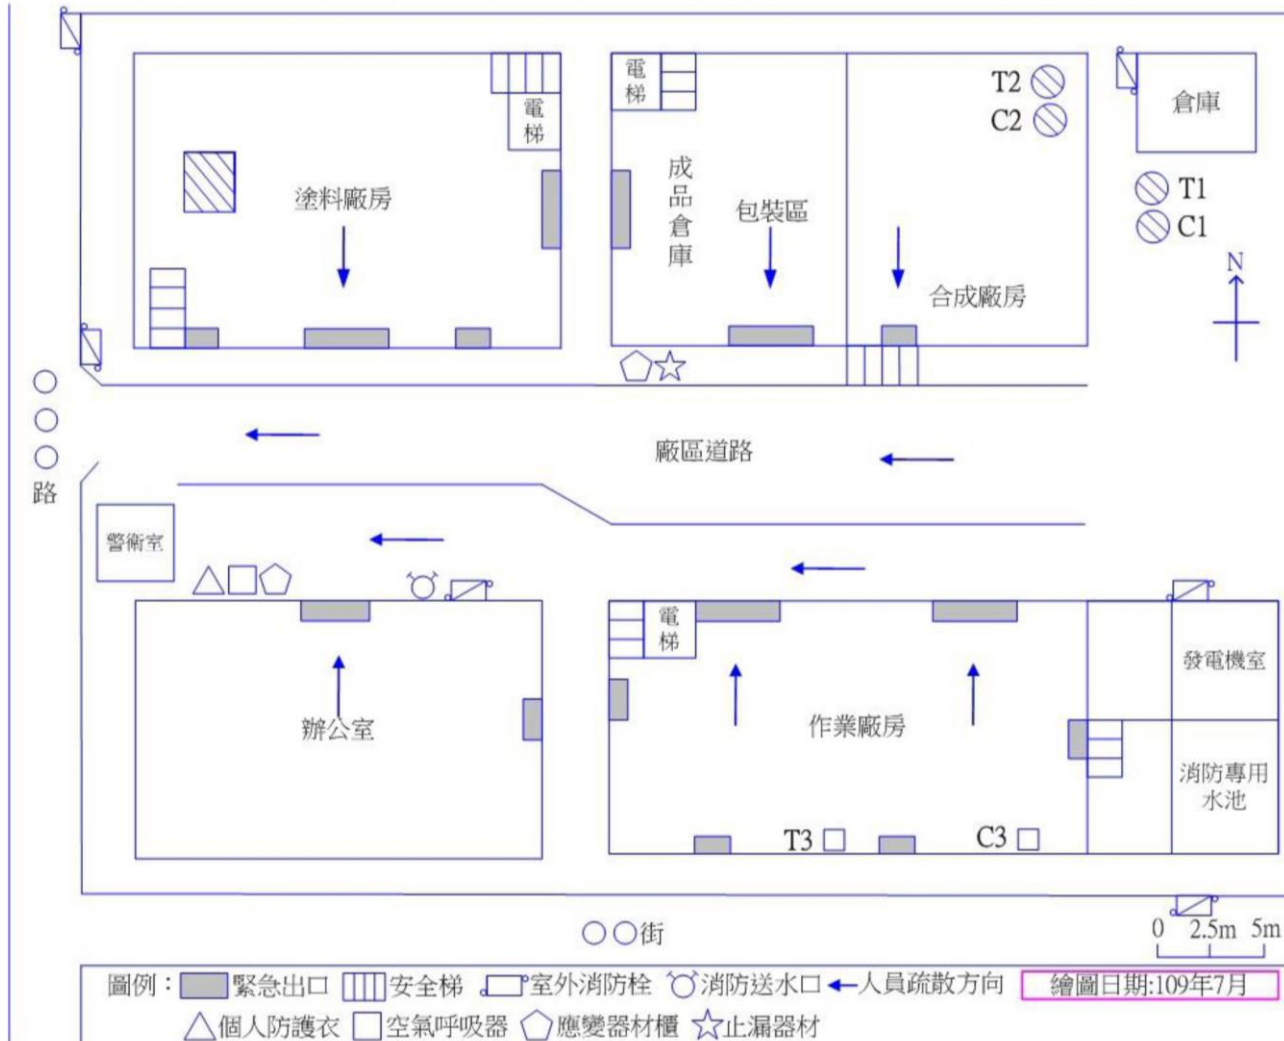 電梯
塗料廠房
電梯
成品倉庫
包裝區
T2
C2
合成廠房
倉庫
T1
C1
N
○○○路
廠區道路
警衛室
辦公室
電梯
作業廠房
T3
C3
發電機室
消防專用
水池
○○街
0 2.5m 5m
圖例：緊急出口 安全梯 室外消防栓 消防送水口 人員疏散方向 繪圖日期:109年7月
個人防護衣 空氣呼吸器 應變器材櫃 止漏器材